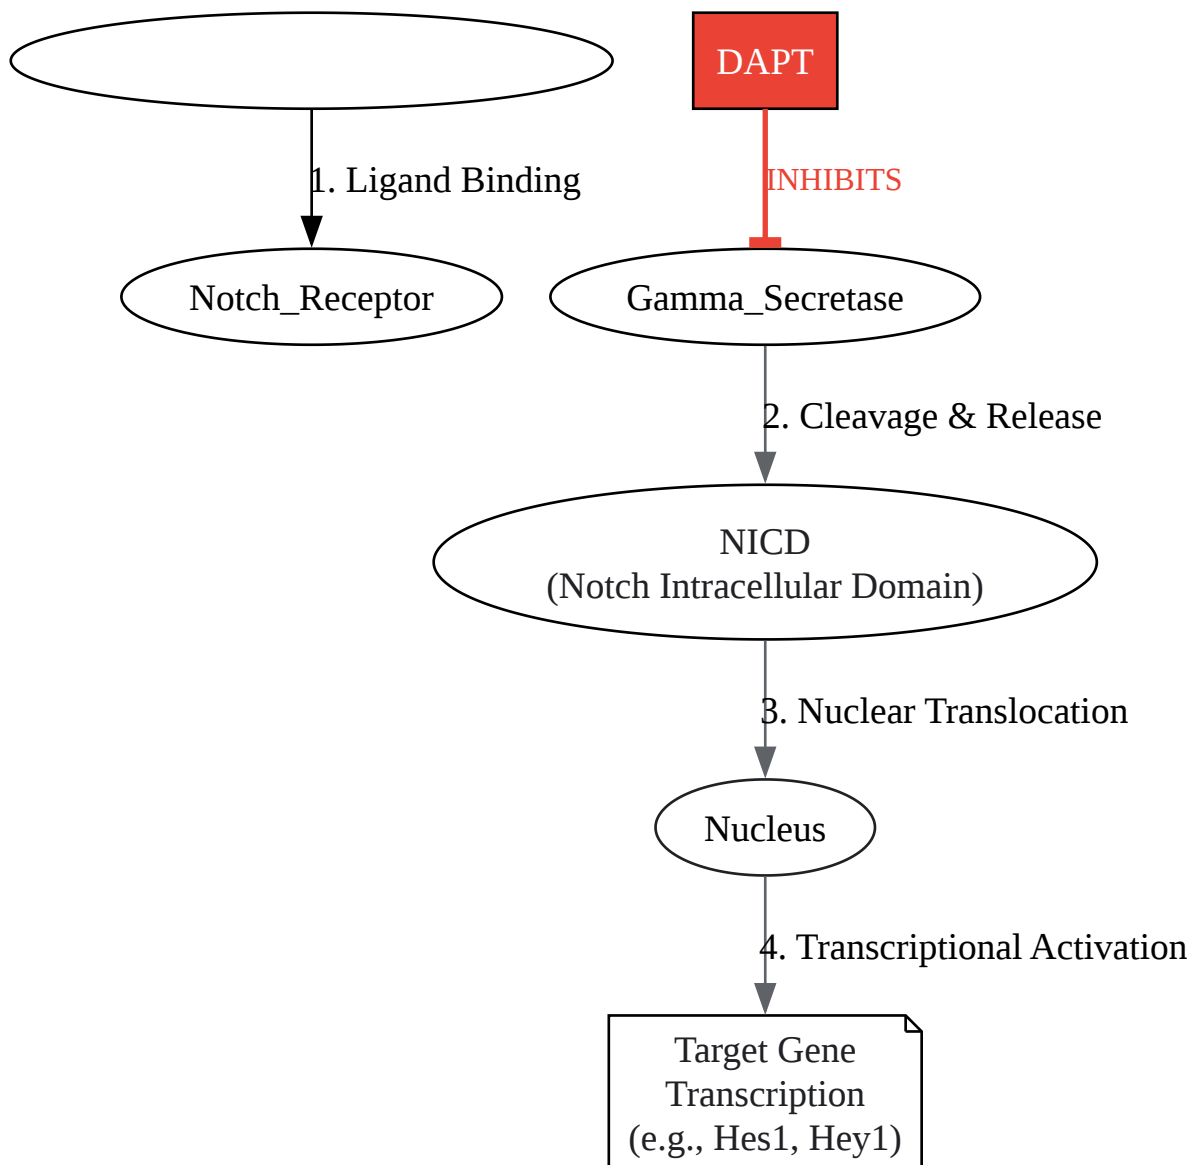 DAPT
1. Ligand Binding
INHIBITS
Notch_Receptor
Gamma_Secretase
2. Cleavage & Release
NICD
(Notch Intracellular Domain)
3. Nuclear Translocation
Nucleus
4. Transcriptional Activation
Target Gene
Transcription
(e.g., Hes1, Hey1)